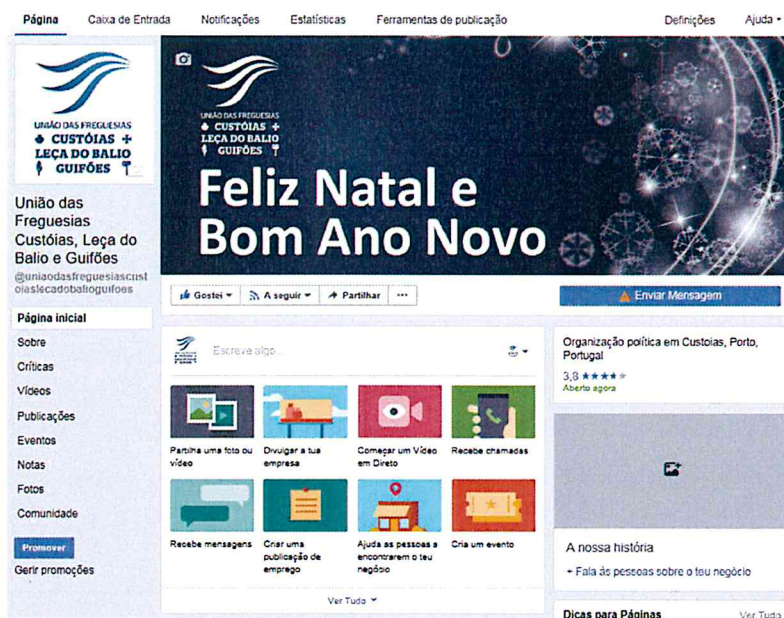 Página Caixa de Entrada Notificações Estatísticas Ferramentas de publicação Definições Ajuda
UNIÃO DAS FREGUESIAS
CUSTÓIAS
LEÇA DO BALIO
GUIFÕES
União das
Freguesias
Custóias, Leça do
Balio e Guifões
@uniaodasfreguesiascust
oiaslecadobalioguifoes
Página inicial
Sobre
Críticas
Vídeos
Publicações
Eventos
Notas
Fotos
Comunidade
Promover
Gerir promoções
UNIÃO DAS FREGUESIAS
CUSTÓIAS
LEÇA DO BALIO
GUIFÕES
Feliz Natal e
Bom Ano Novo
Gostei A seguir Partilhar ... Enviar Mensagem
Escreve algo...
Partilha uma foto ou
vídeo
Divulgar a tua
empresa
Começar um Vídeo
em Direto
Recebe chamadas
Recebe mensagens
Criar uma
publicação de
emprego
Ajuda as pessoas a
encontrarem o teu
negócio
Cria um evento
Ver Tudo
Organização política em Custoias, Porto,
Portugal
3,8 ★★★★★
Aberto agora
A nossa história
+ Fala às pessoas sobre o teu negócio
Dicas para Páginas Ver Tudo